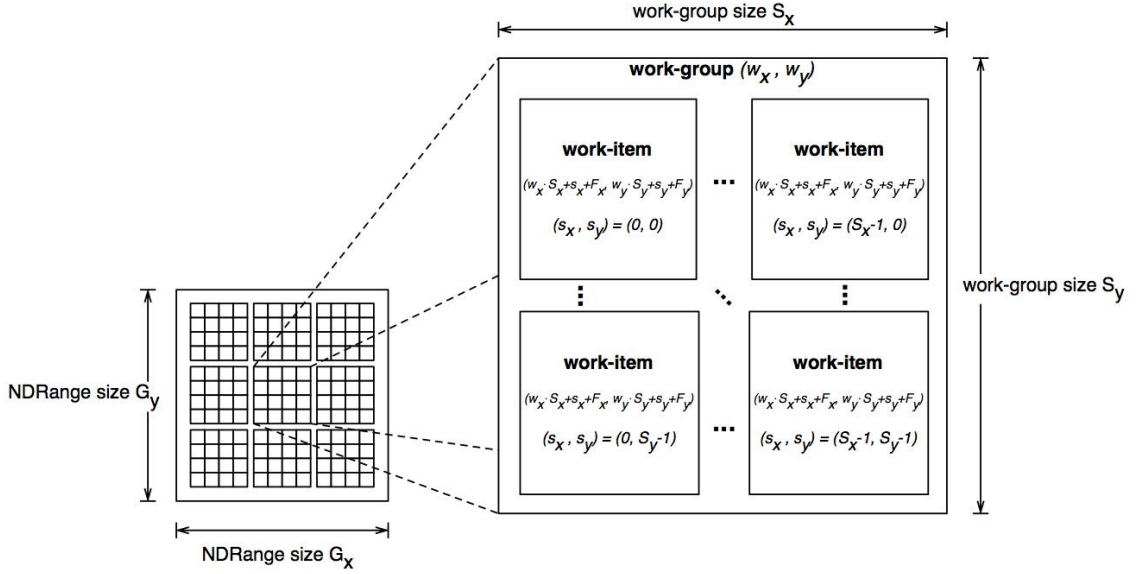 work-group size Sx
work-group (wx , wy)
work-item
work-item
(wx· Sx+sx+Fx, wy· Sy+sy+Fy)
...
(wx· Sx+sx+Fx, wy· Sy+sy+Fy)
(sx , sy) = (0, 0)
(sx , sy) = (Sx-1, 0)
work-group size Sy
work-item
work-item
NDRange size Gy
(wx· Sx+sx+Fx, wy· Sy+sy+Fy)
(wx· Sx+sx+Fx, wy· Sy+sy+Fy)
...
(sx , sy) = (0, Sy-1)
(sx , sy) = (Sx-1, Sy-1)
NDRange size Gx